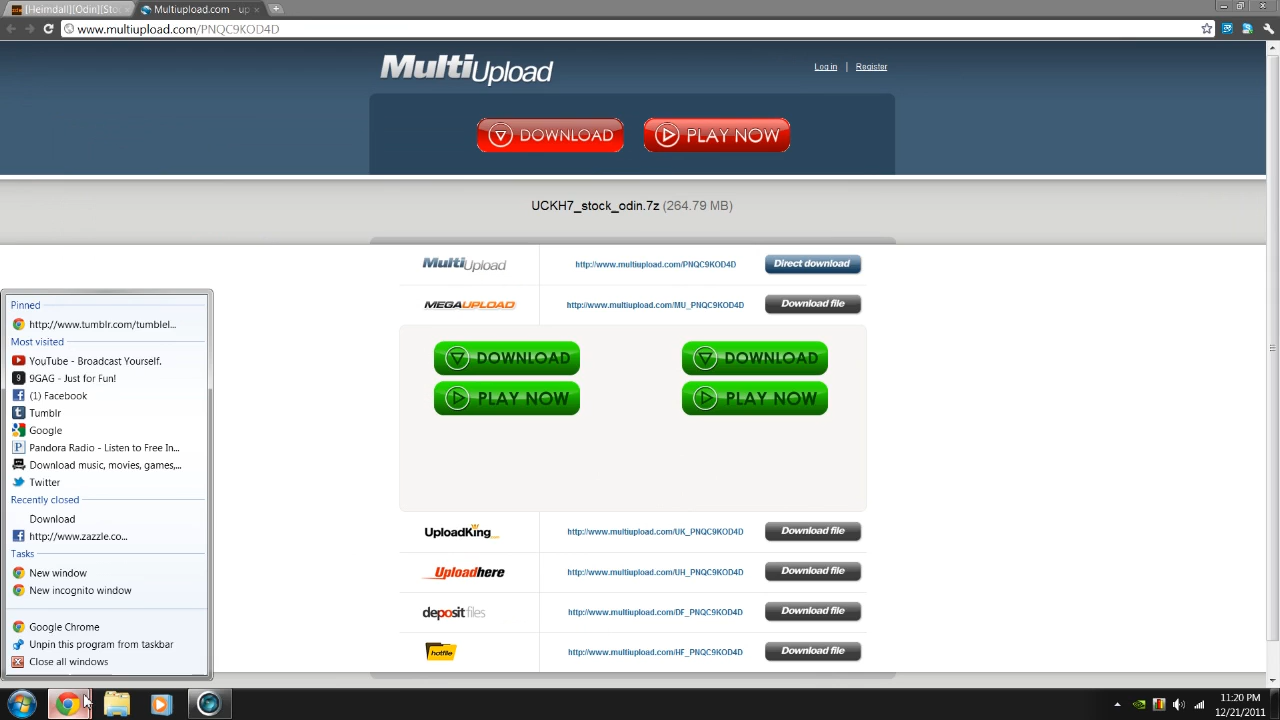 [Heimdall][Odin][Stoc
Multiupload.com - uploa
www.multiupload.com/PNQC9KOD4D
MultiUpload
Log in | Register
DOWNLOAD
PLAY NOW
UCKH7_stock_odin.7z (264.79 MB)
MultiUpload http://www.multiupload.com/PNQC9KOD4D Direct download
MEGAUPLOAD http://www.multiupload.com/MU_PNQC9KOD4D Download file
DOWNLOAD
DOWNLOAD
PLAY NOW
PLAY NOW
UploadKing http://www.multiupload.com/UK_PNQC9KOD4D Download file
Uploadhere http://www.multiupload.com/UH_PNQC9KOD4D Download file
depositfiles http://www.multiupload.com/DF_PNQC9KOD4D Download file
hotfile http://www.multiupload.com/HF_PNQC9KOD4D Download file
Pinned
http://www.tumblr.com/tumblel...
Most visited
YouTube - Broadcast Yourself.
9GAG - Just for Fun!
(1) Facebook
Tumblr
Google
Pandora Radio - Listen to Free In...
Download music, movies, games,...
Twitter
Recently closed
Download
http://www.zazzle.co...
Tasks
New window
New incognito window
Google Chrome
Unpin this program from taskbar
Close all windows
11:20 PM
12/21/2011